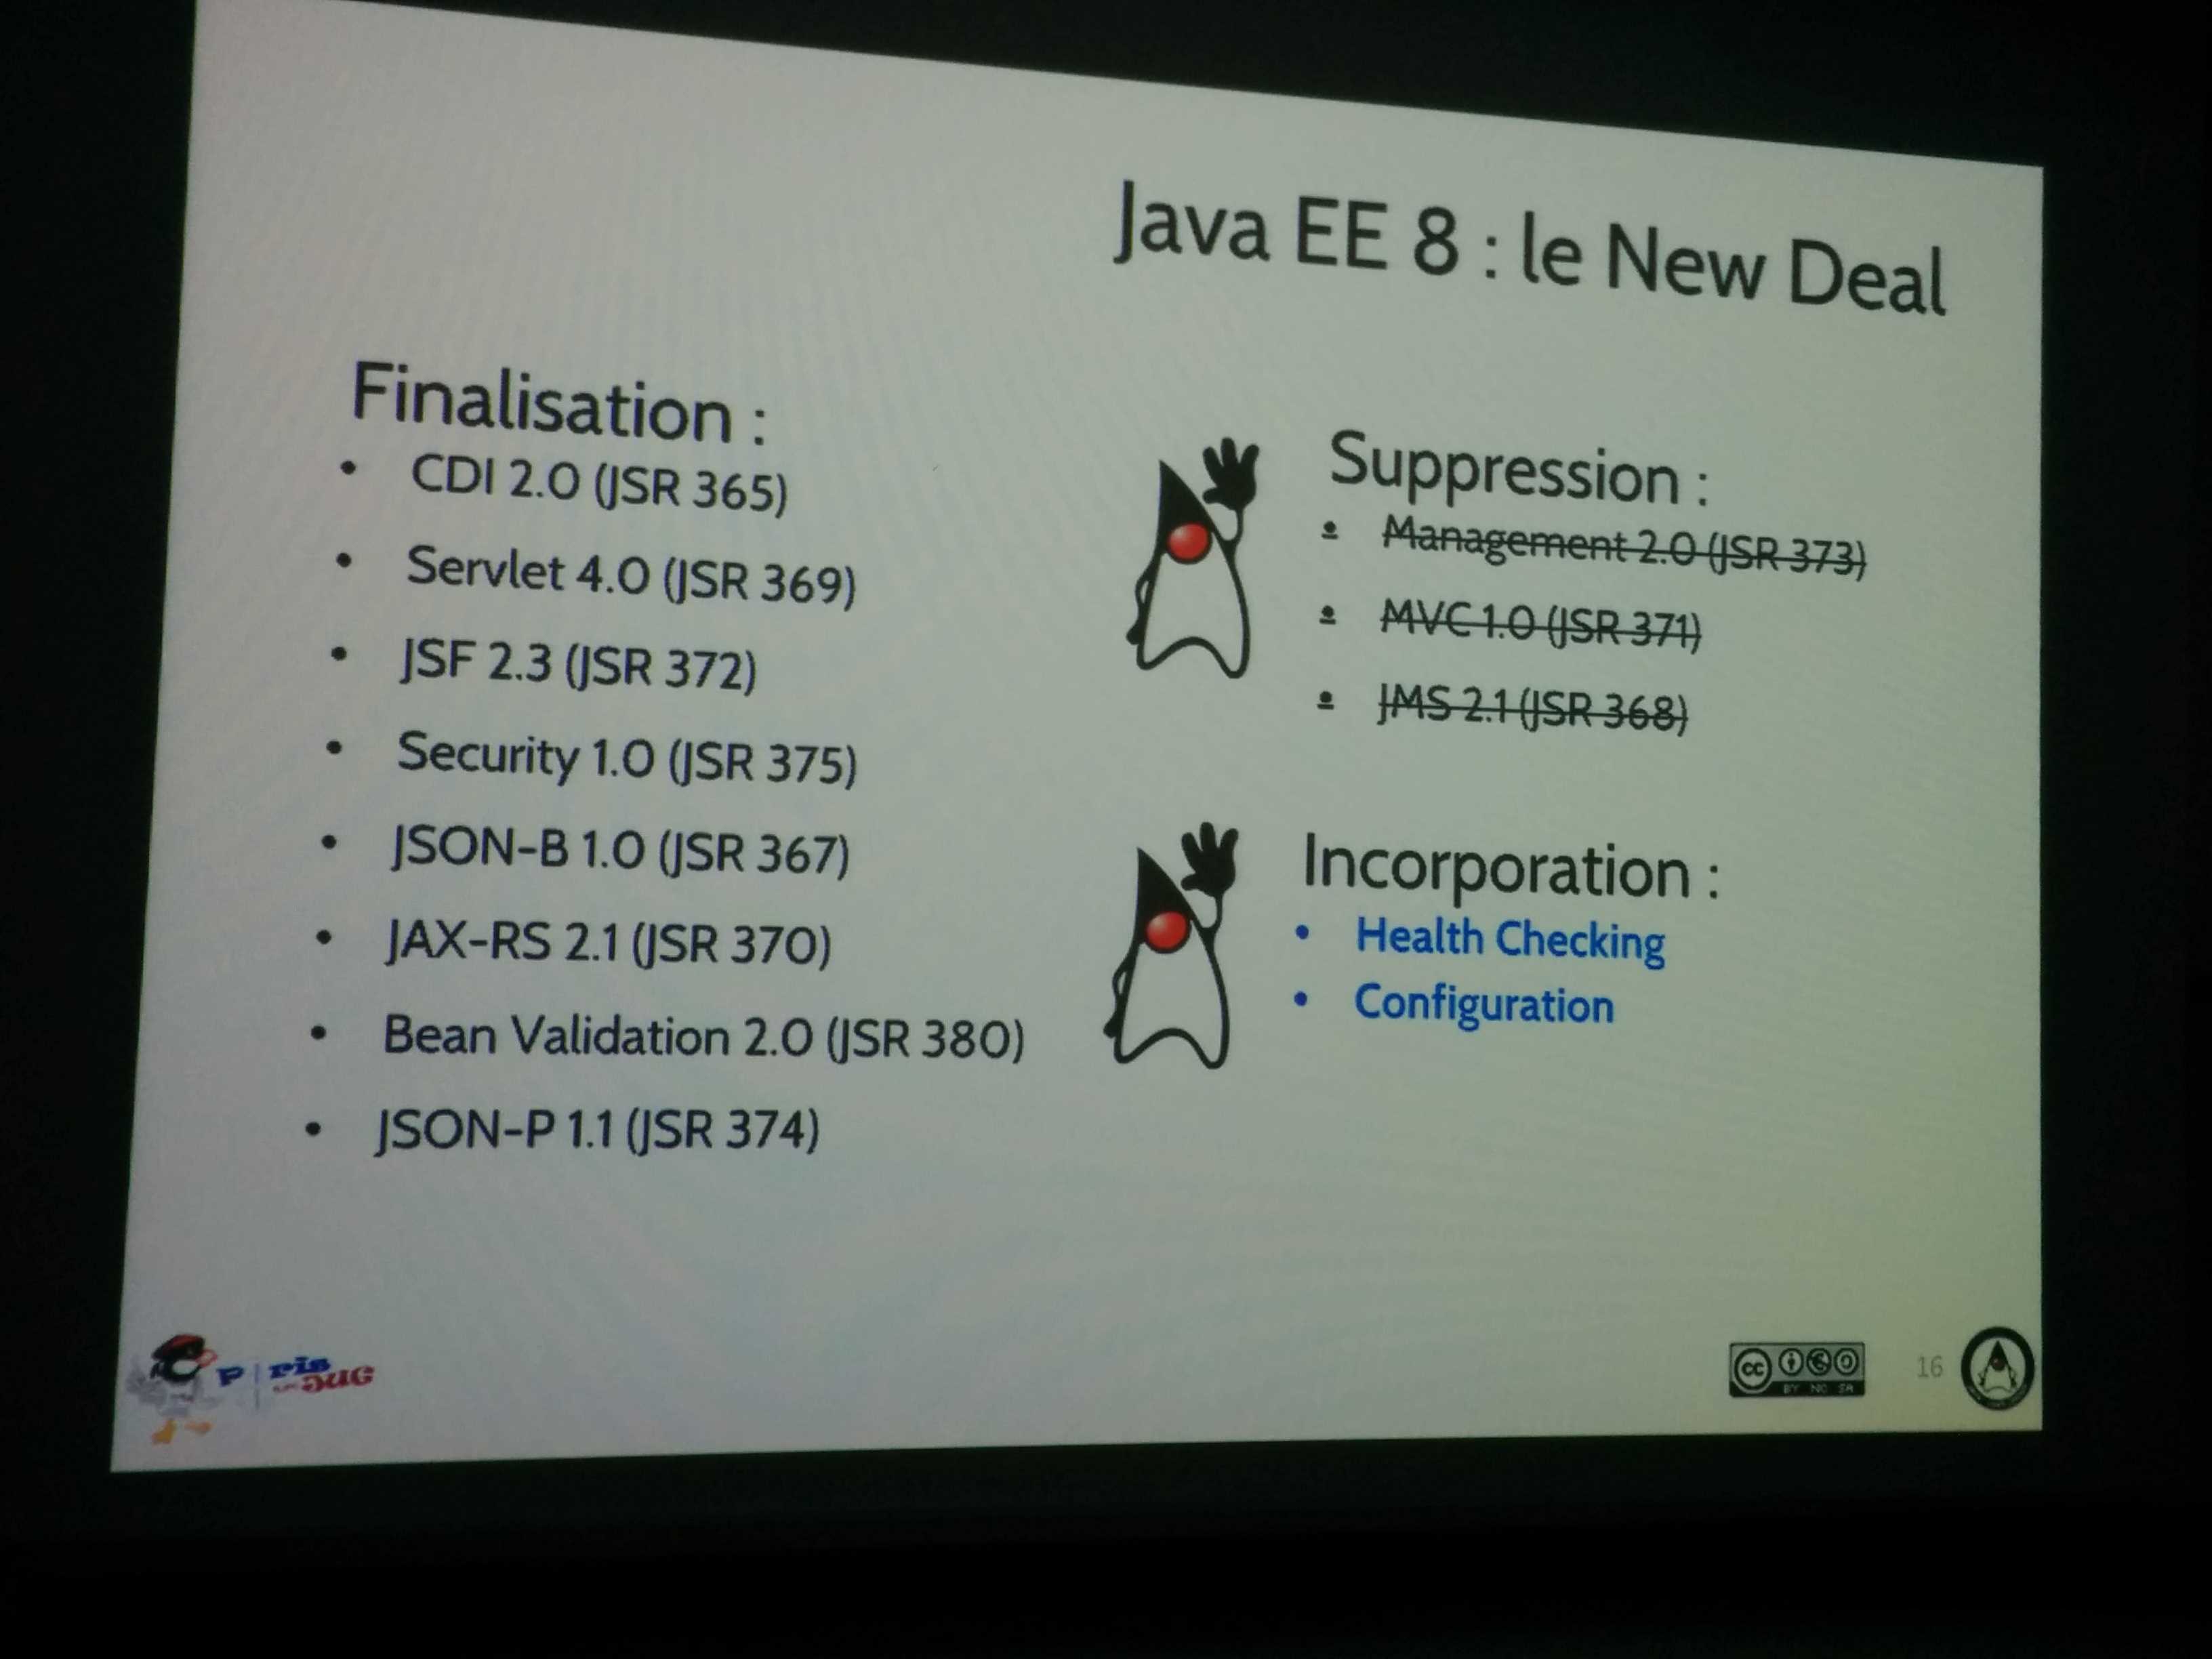 Java EE 8 : le New Deal
Finalisation :
• CDI 2.0 (JSR 365)
• Servlet 4.0 (JSR 369)
• JSF 2.3 (JSR 372)
• Security 1.0 (JSR 375)
• JSON-B 1.0 (JSR 367)
• JAX-RS 2.1 (JSR 370)
• Bean Validation 2.0 (JSR 380)
• JSON-P 1.1 (JSR 374)
Suppression :
• Management 2.0 (JSR 373)
• MVC 1.0 (JSR 371)
• JMS 2.1 (JSR 368)
Incorporation :
• Health Checking
• Configuration
P ris
JUG
cc
BY NC SA
16